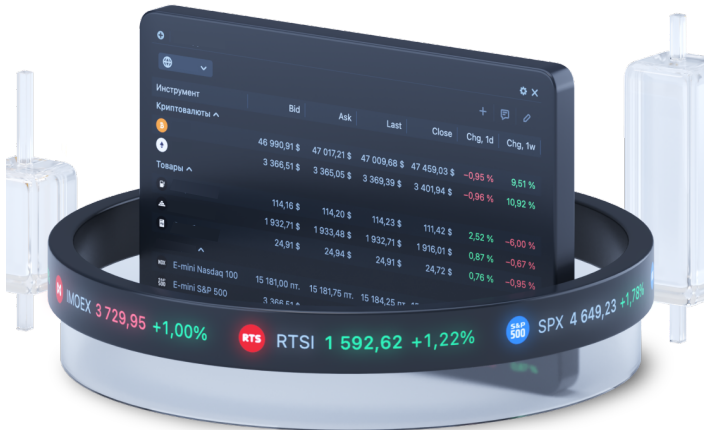 Инструмент Bid Ask Last Close Chg, 1d Chg, 1w
Криптовалюты
46 990,91 $ 47 017,21 $ 47 009,68 $ 47 459,03 $ −0,95 % 9,51 %
3 366,51 $ 3 365,05 $ 3 369,39 $ 3 401,94 $ −0,96 % 10,92 %
Товары
114,16 $ 114,20 $ 114,23 $ 111,42 $ 2,52 % −6,00 %
1 932,71 $ 1 933,48 $ 1 932,71 $ 1 916,01 $ 0,87 % −0,67 %
24,91 $ 24,94 $ 24,91 $ 24,72 $ 0,76 % −0,95 %
E-mini Nasdaq 100 15 181,00 пт. 15 181,75 пт. 15 184,25 пт.
S&P 500 E-mini S&P 500
3 366,51 $
IMOEX 3 729,95 +1,00%
RTS RTSI 1 592,62 +1,22%
S&P 500 SPX 4 649,23 +1,78%